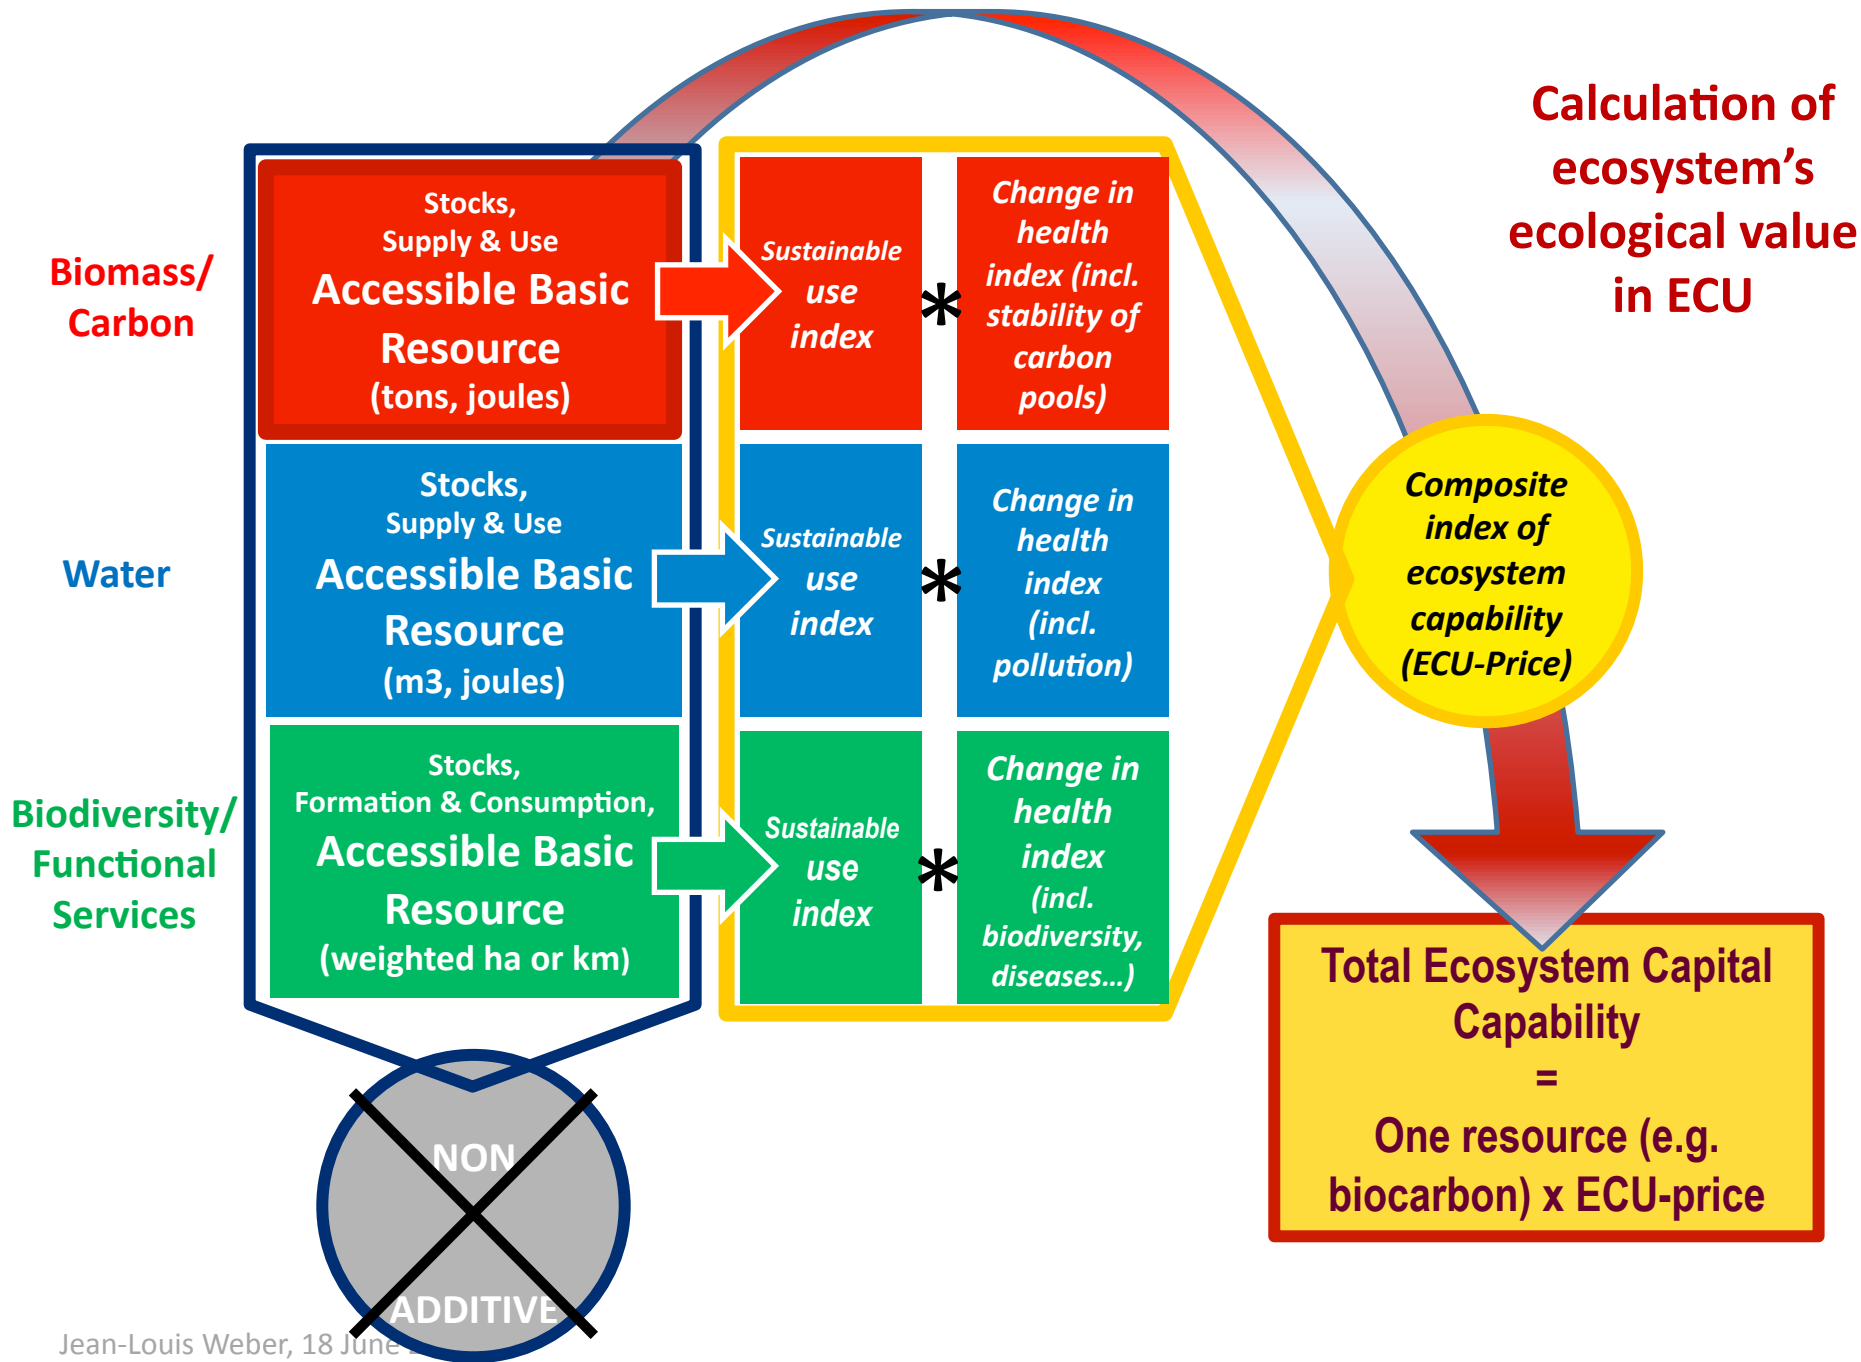 Calculation of
ecosystem's
ecological value
in ECU
Biomass/
Carbon
Stocks,
Supply & Use
Accessible Basic
Resource
(tons, joules)
Sustainable
use
index
*
Change in
health
index (incl.
stability of
carbon
pools)
Water
Stocks,
Supply & Use
Accessible Basic
Resource
(m3, joules)
Sustainable
use
index
*
Change in
health
index
(incl.
pollution)
Biodiversity/
Functional
Services
Stocks,
Formation & Consumption,
Accessible Basic
Resource
(weighted ha or km)
Sustainable
use
index
*
Change in
health
index
(incl.
biodiversity,
diseases…)
Composite
index of
ecosystem
capability
(ECU-Price)
Total Ecosystem Capital
Capability
=
One resource (e.g.
biocarbon) x ECU-price
NON
ADDITIVE
Jean-Louis Weber, 18 June